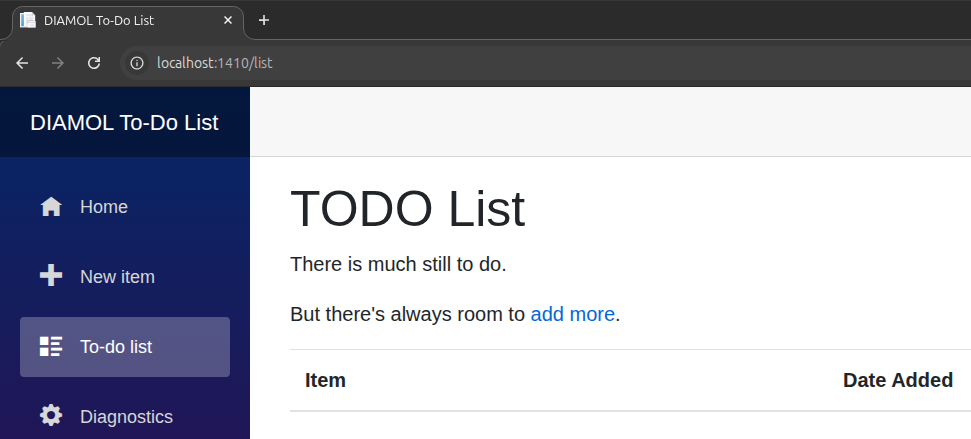 DIAMOL To-Do List
localhost:1410/list
DIAMOL To-Do List
Home
New item
To-do list
Diagnostics
TODO List
There is much still to do.
But there's always room to add more.
Item Date Added